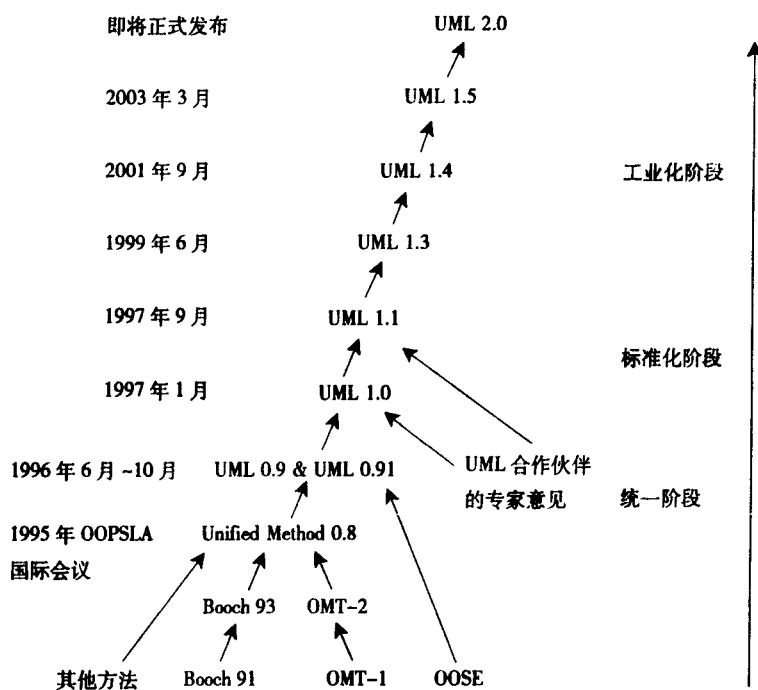 即将正式发布 UML 2.0
2003 年 3 月 UML 1.5
2001 年 9 月 UML 1.4 工业化阶段
1999 年 6 月 UML 1.3
1997 年 9 月 UML 1.1
标准化阶段
1997 年 1 月 UML 1.0
1996 年 6 月 ~10 月 UML 0.9 & UML 0.91 UML 合作伙伴
的专家意见 统一阶段
1995 年 OOPSLA Unified Method 0.8
国际会议
Booch 93 OMT-2
其他方法 Booch 91 OMT-1 OOSE